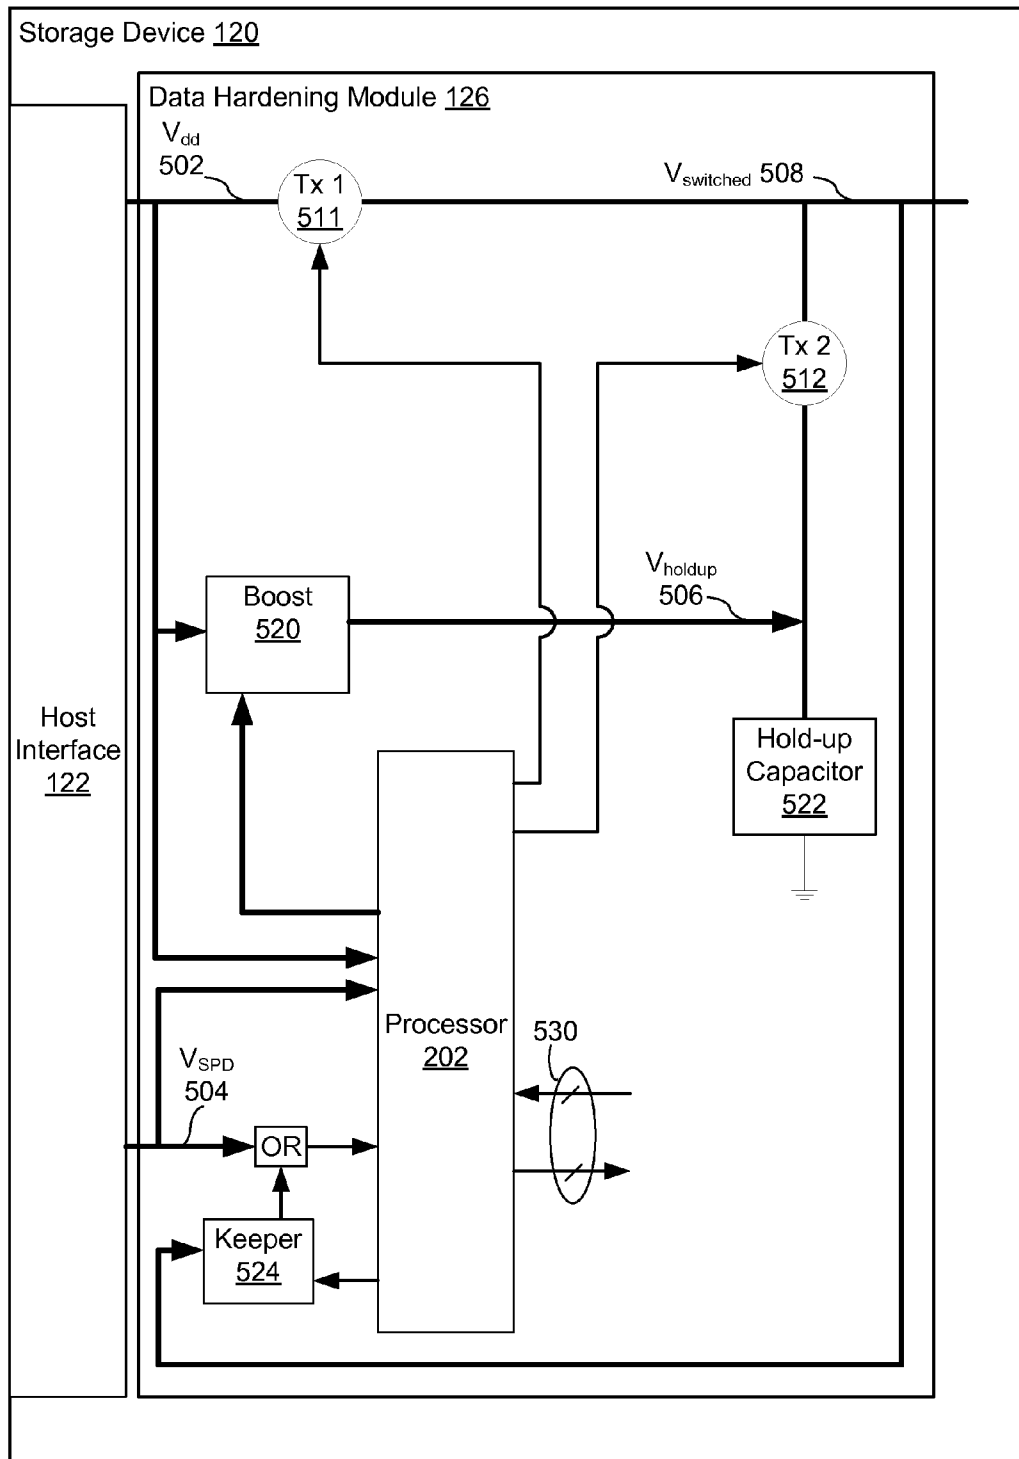 Storage Device 120
Data Hardening Module 126
Vdd
502
Tx 1
511
Vswitched 508
Tx 2
512
Boost
520
Vholdup
506
Host
Interface
122
Hold-up
Capacitor
522
Processor
202
530
VSPD
504
OR
Keeper
524